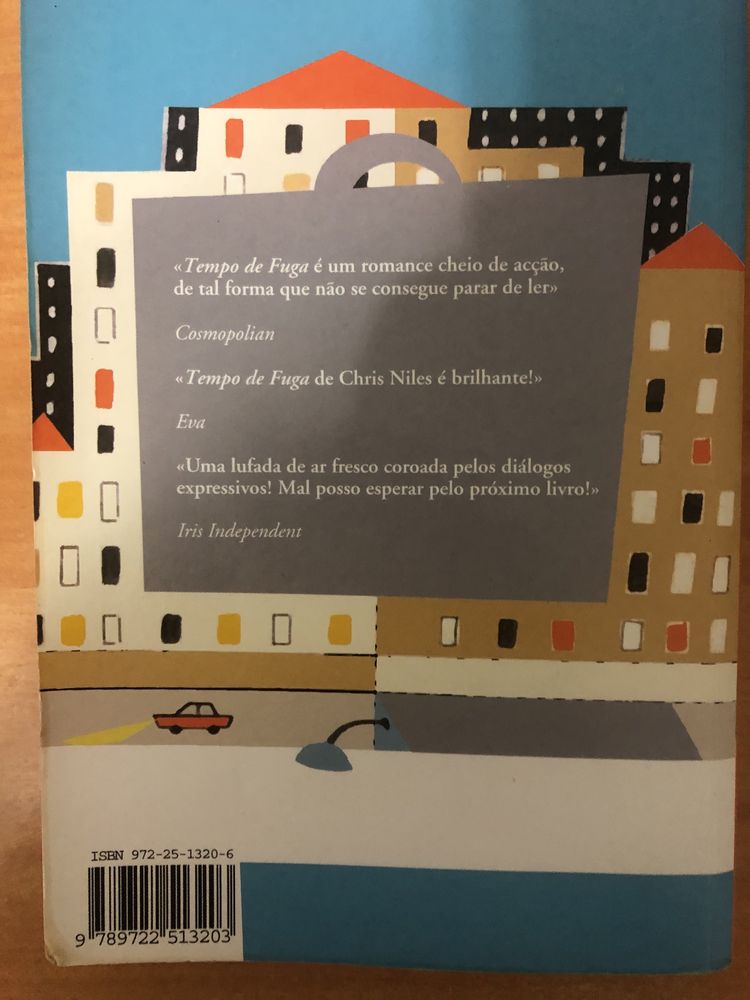 «Tempo de Fuga é um romance cheio de acção,
de tal forma que não se consegue parar de ler»
Cosmopolian
«Tempo de Fuga de Chris Niles é brilhante!»
Eva
«Uma lufada de ar fresco coroada pelos diálogos
expressivos! Mal posso esperar pelo próximo livro!»
Iris Independent
ISBN 972-25-1320-6
9 789722 513203